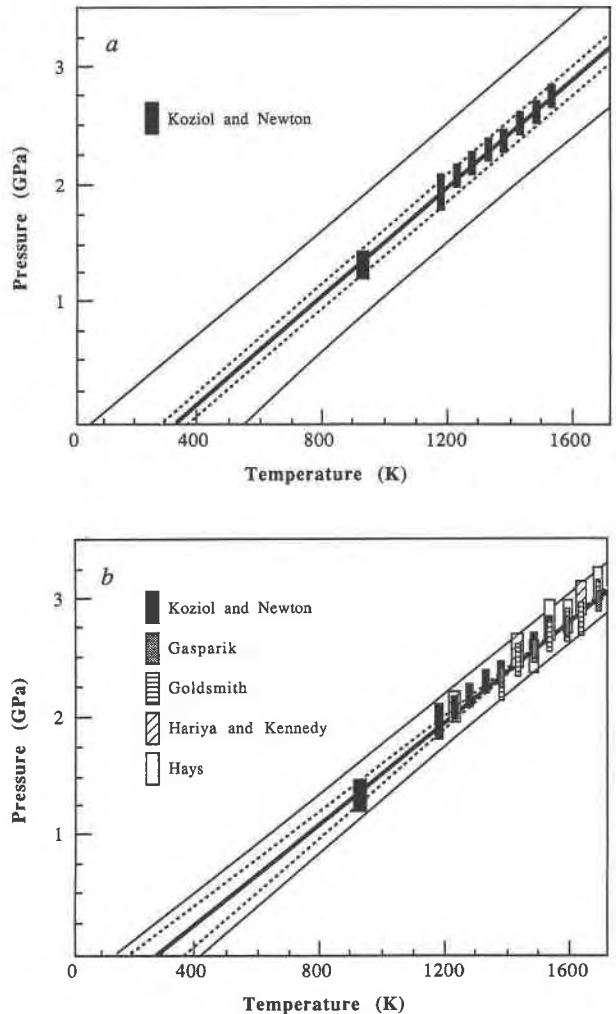 a
3
Koziol and Newton
2
1
Pressure (GPa)
0 400 800 1200 1600
Temperature (K)
b
3
Koziol and Newton
Gasparik
Goldsmith
2
Hariya and Kennedy
Hays
1
Pressure (GPa)
0 400 800 1200 1600
Temperature (K)